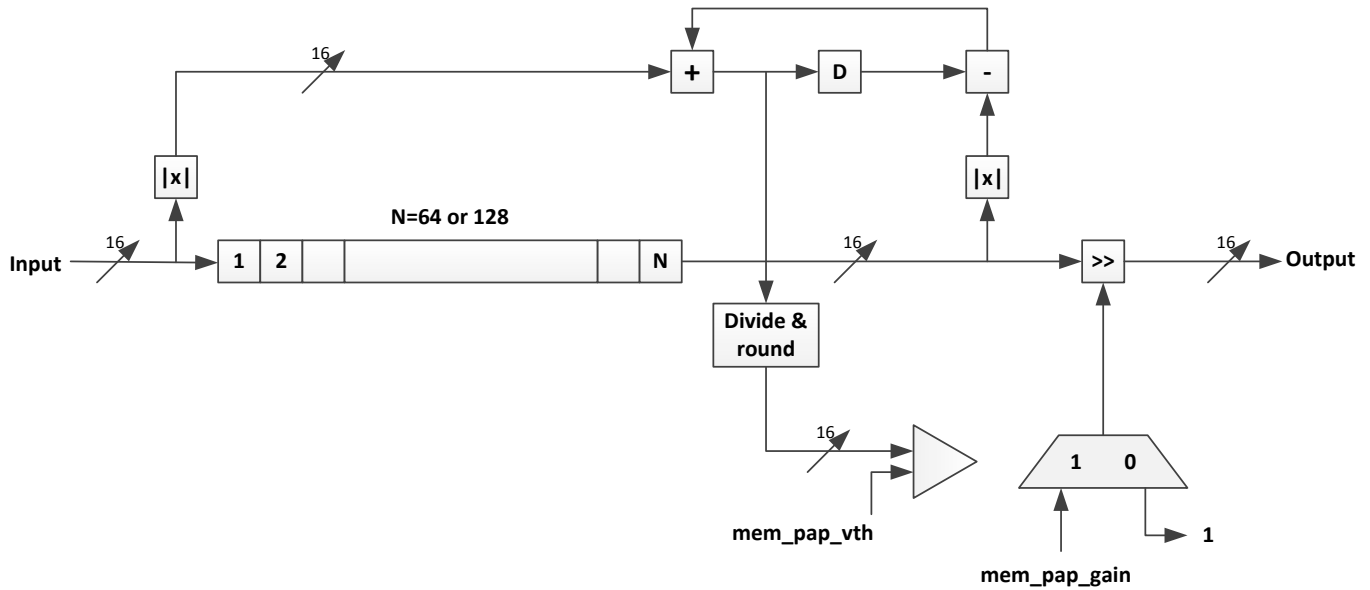 16
+
D
-
|x|
|x|
N=64 or 128
Input
16
1
2
N
16
>>
16
Output
Divide &
round
16
1
0
mem_pap_vth
1
mem_pap_gain